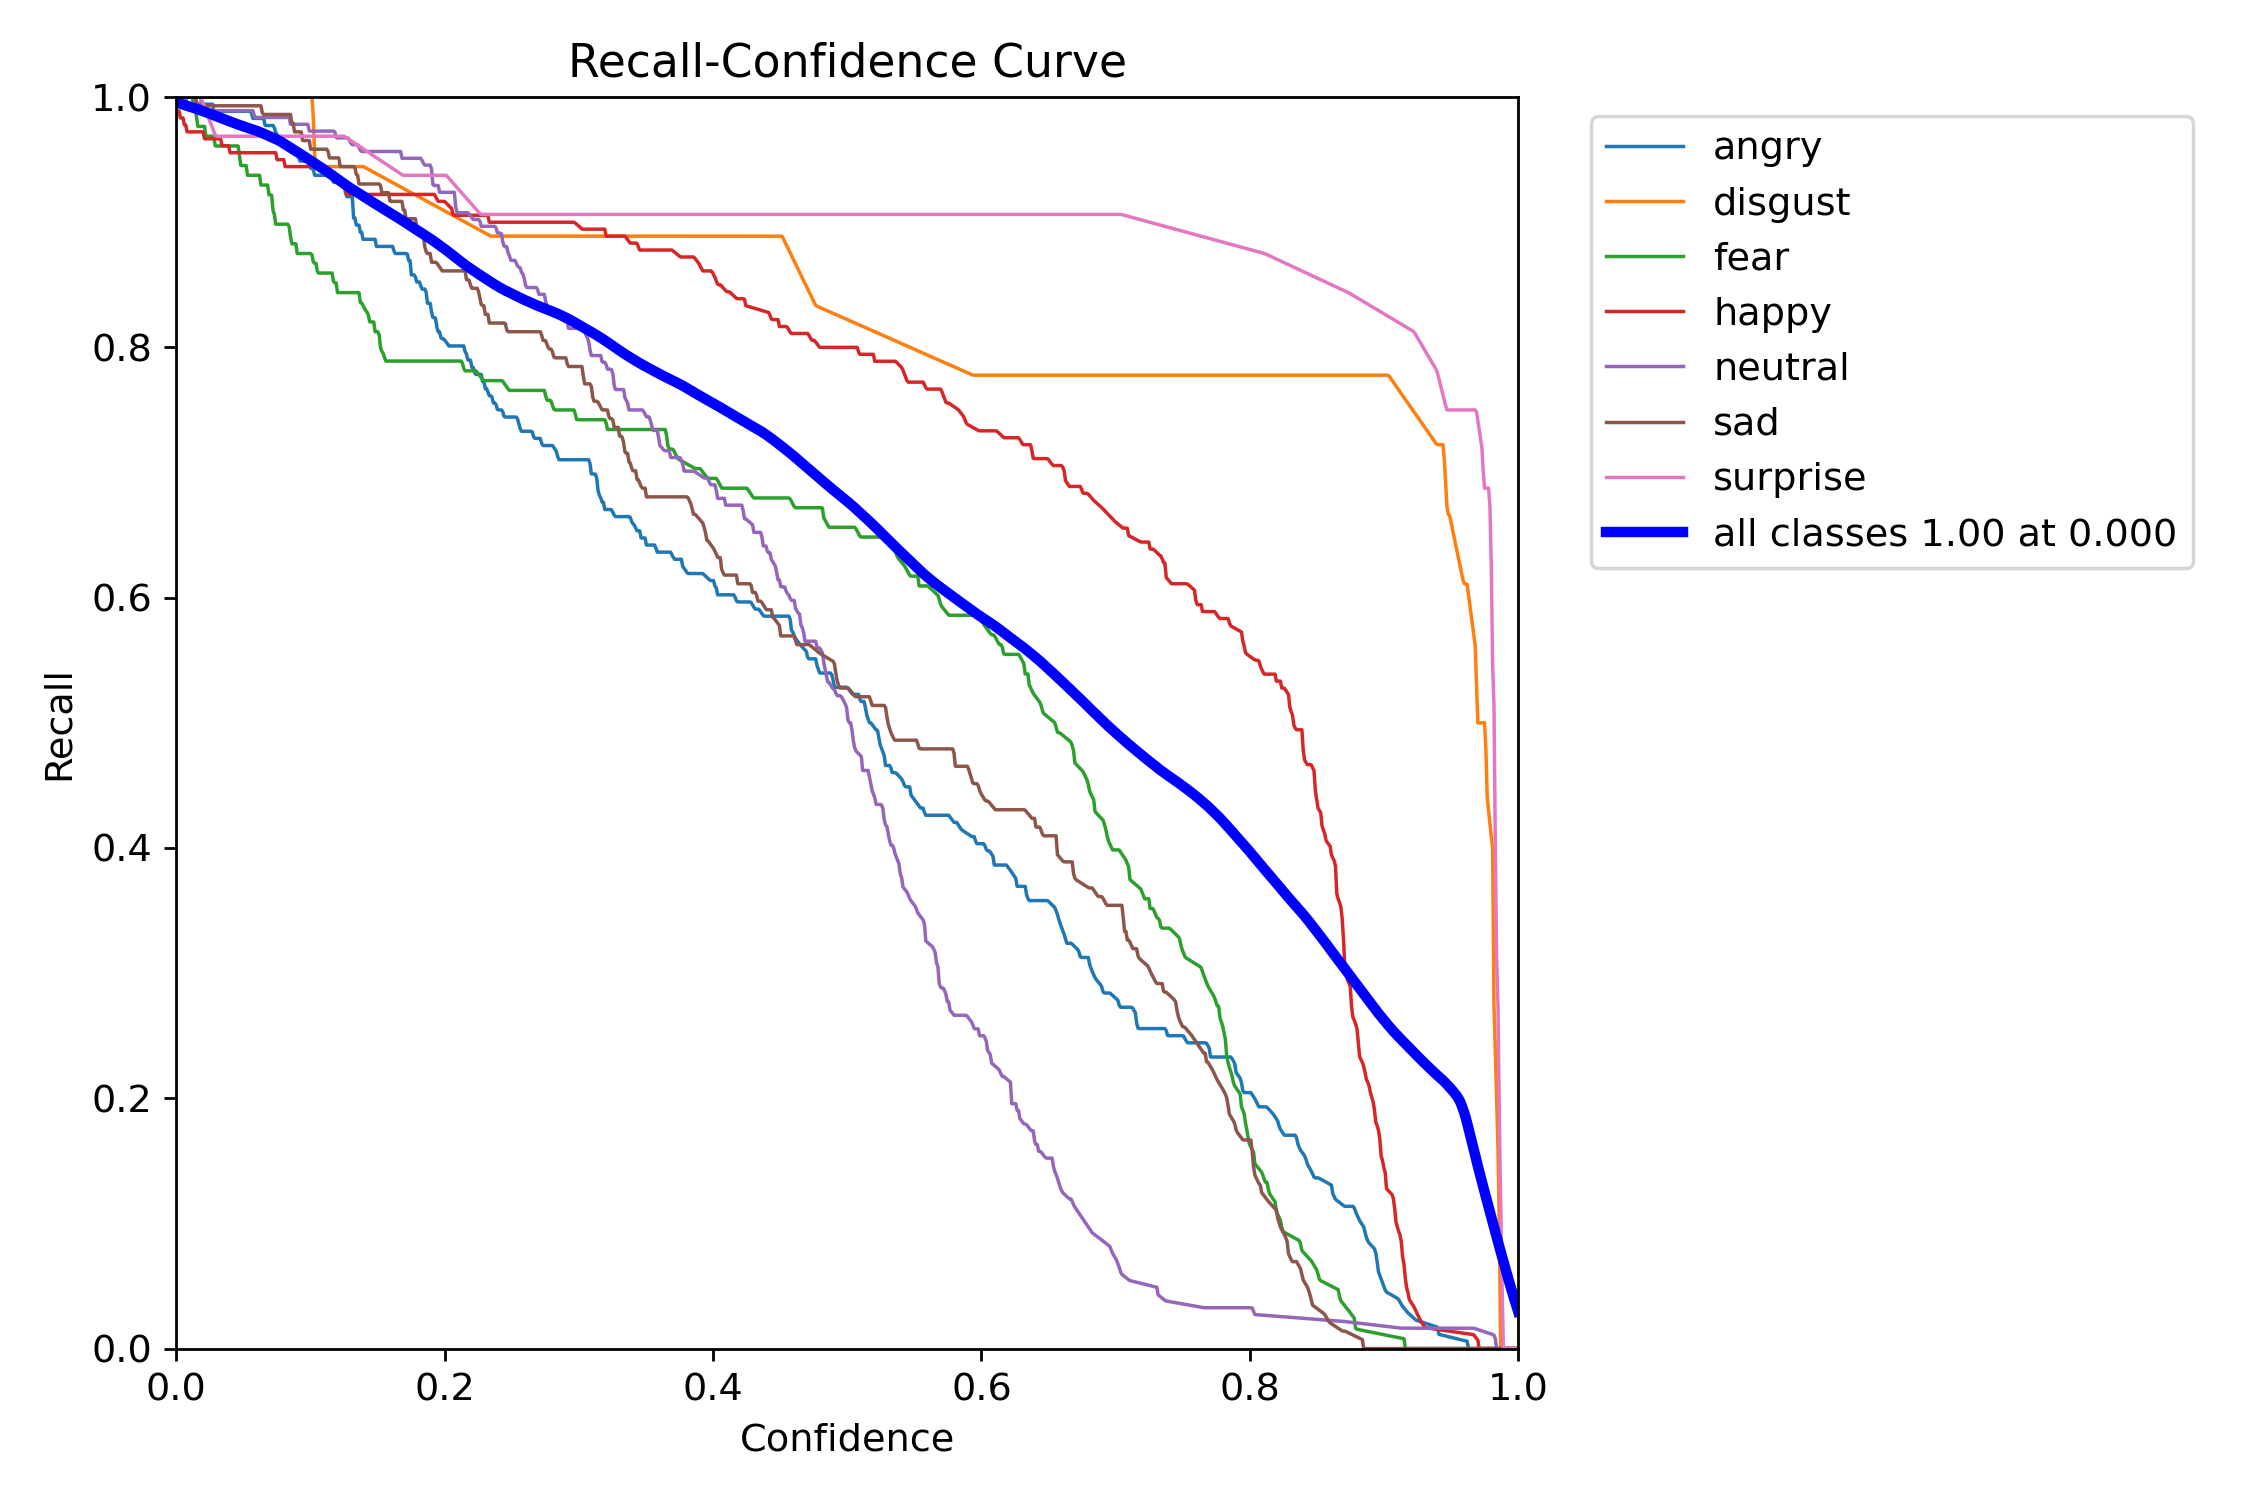 Recall-Confidence Curve
1.0
0.8
0.6
0.4
0.2
0.0
Recall
0.0 0.2 0.4 0.6 0.8 1.0
Confidence
angry
disgust
fear
happy
neutral
sad
surprise
all classes 1.00 at 0.000